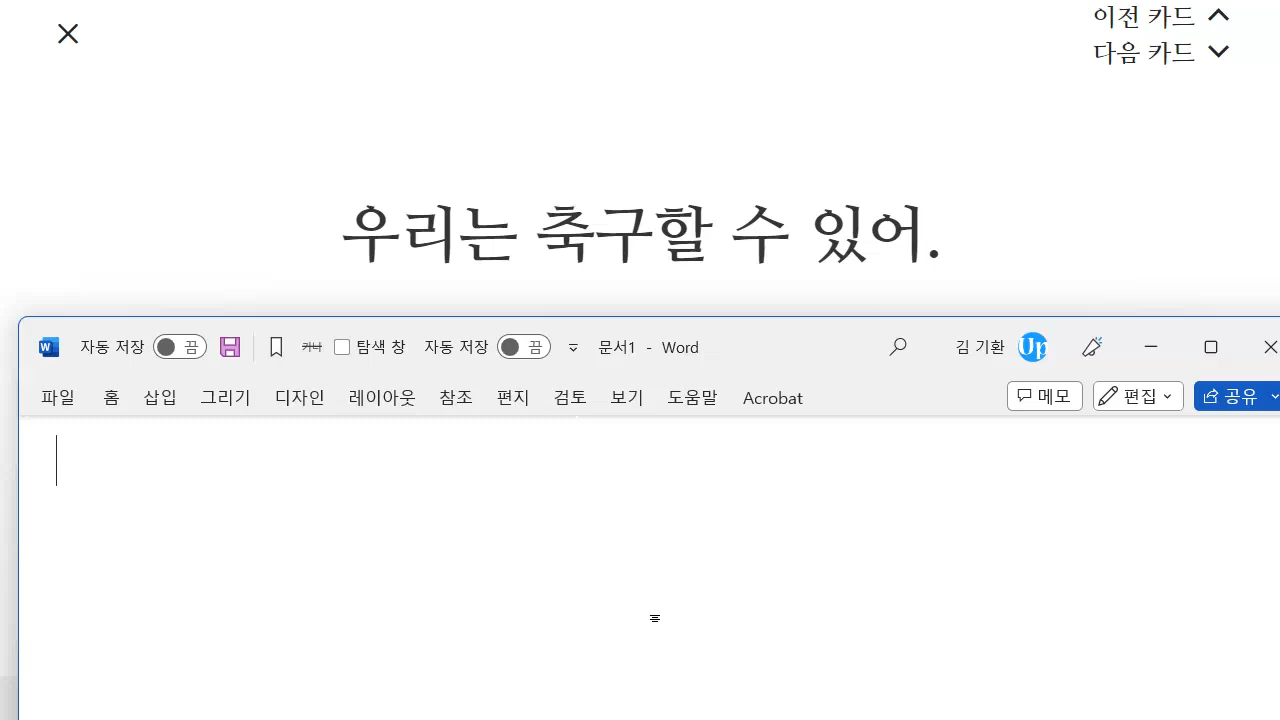 이전 카드
다음 카드
우리는 축구할 수 있어.
자동 저장 끔 가나 탐색 창 자동 저장 끔 문서1 - Word 김 기환 Up
파일 홈 삽입 그리기 디자인 레이아웃 참조 편지 검토 보기 도움말 Acrobat 메모 편집 공유